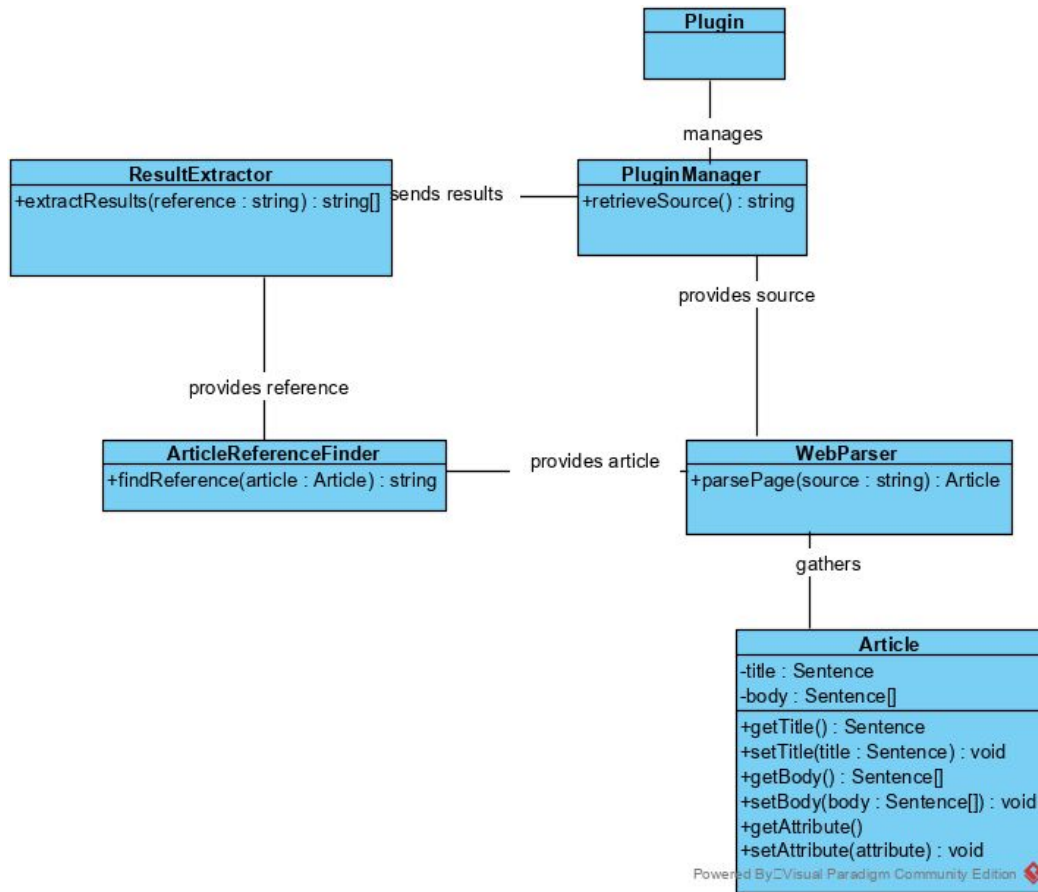 Plugin
manages
ResultExtractor
+extractResults(reference : string) : string[]
sends results
PluginManager
+retrieveSource() : string
provides source
provides reference
ArticleReferenceFinder
+findReference(article : Article) : string
provides article
WebParser
+parsePage(source : string) : Article
gathers
Article
-title : Sentence
-body : Sentence[]
+getTitle() : Sentence
+setTitle(title : Sentence) : void
+getBody() : Sentence[]
+setBody(body : Sentence[]) : void
+getAttribute()
+setAttribute(attribute) : void
Powered By□Visual Paradigm Community Edition